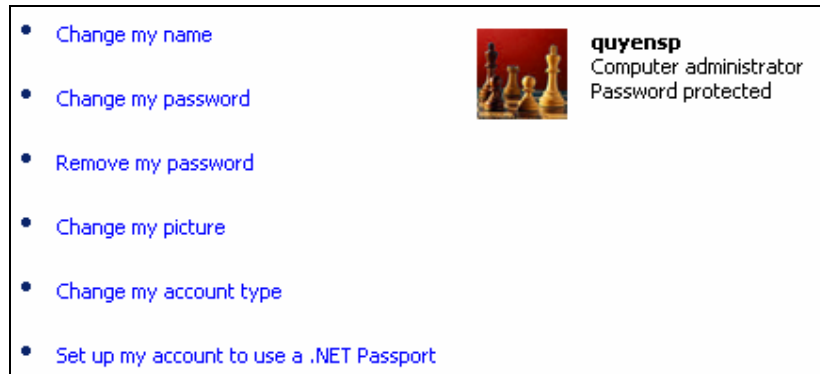 Change my name
Change my password
Remove my password
Change my picture
Change my account type
Set up my account to use a .NET Passport
quyensp
Computer administrator
Password protected